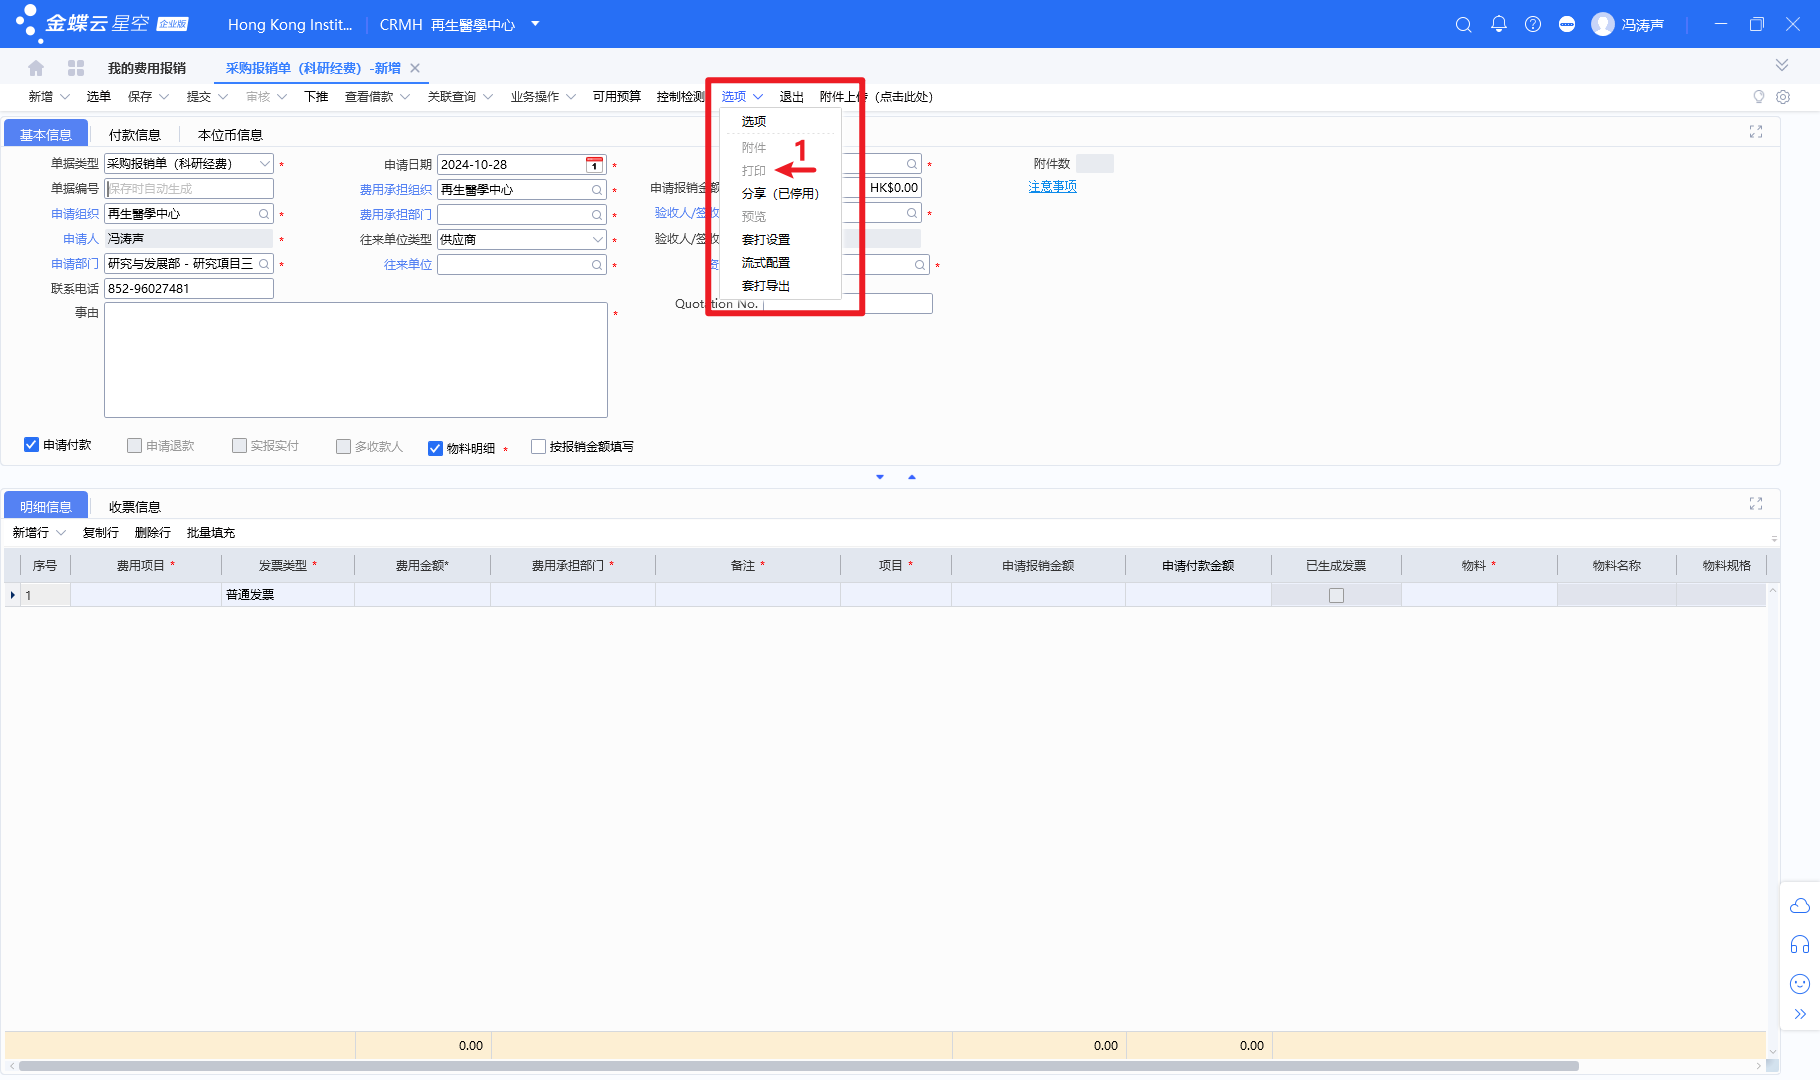 金蝶云 星空 企业版 Hong Kong Instit... CRMH 再生醫學中心 冯涛声
我的费用报销 采购报销单（科研经费）-新增
新增 选单 保存 提交 审核 下推 查看借款 关联查询 业务操作 可用预算 控制检测 选项 退出 附件上传（点击此处）
基本信息 付款信息 本位币信息
选项
附件
打印
分享（已停用）
预览
套打设置
流式配置
套打导出
1
单据类型 采购报销单（科研经费） * 申请日期 2024-10-28 1 * * 附件数
单据编号 保存时自动生成 费用承担组织 再生醫學中心 * 申请报销金额 HK$0.00 注意事项
申请组织 再生醫學中心 * 费用承担部门 * 验收人/签收 *
申请人 冯涛声 * 往来单位类型 供应商 * 验收人/签收
申请部门 研究与发展部 - 研究項目三 * 往来单位 * *
联系电话 852-96027481
事由 * Quotation No.
申请付款 申请退款 实报实付 多收款人 物料明细 * 按报销金额填写
明细信息 收票信息
新增行 复制行 删除行 批量填充
序号 费用项目 * 发票类型 * 费用金额* 费用承担部门 * 备注 * 项目 * 申请报销金额 申请付款金额 已生成发票 物料 * 物料名称 物料规格
1 普通发票
0.00 0.00 0.00